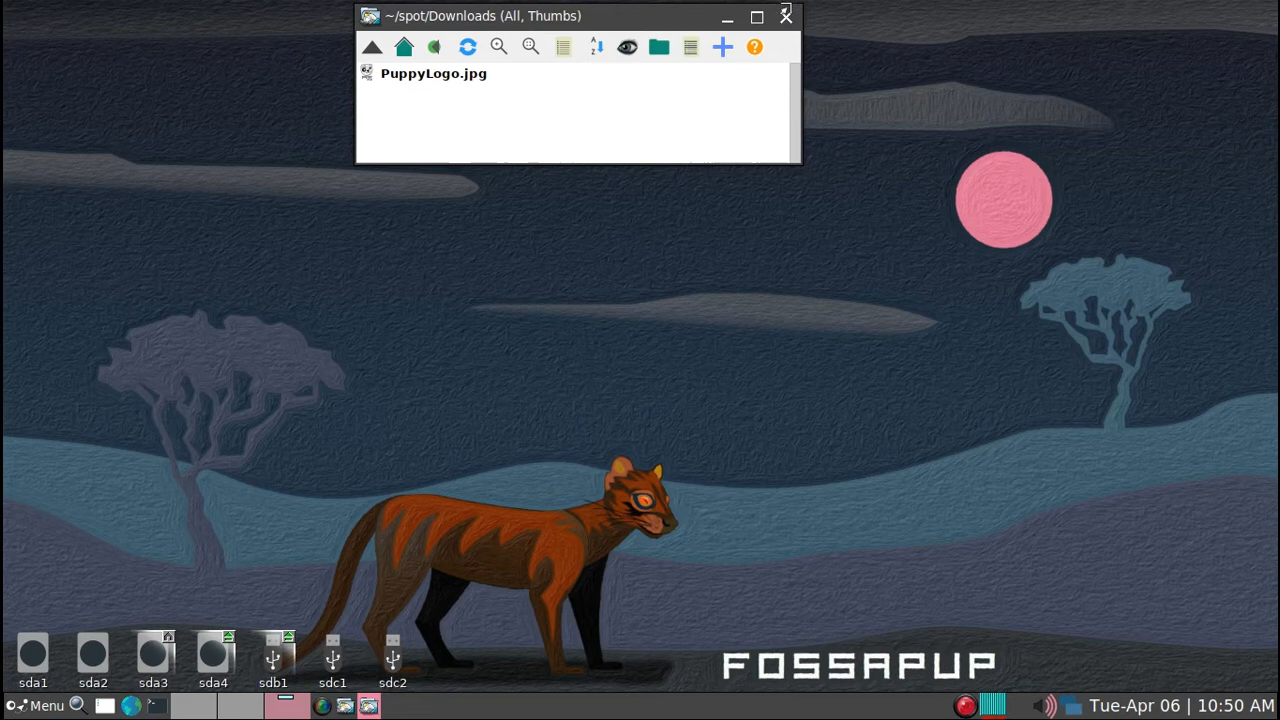 ~/spot/Downloads (All, Thumbs)
PuppyLogo.jpg
FOSSAPUP
sda1 sda2 sda3 sda4 sdb1 sdc1 sdc2
Menu Tue-Apr 06 | 10:50 AM